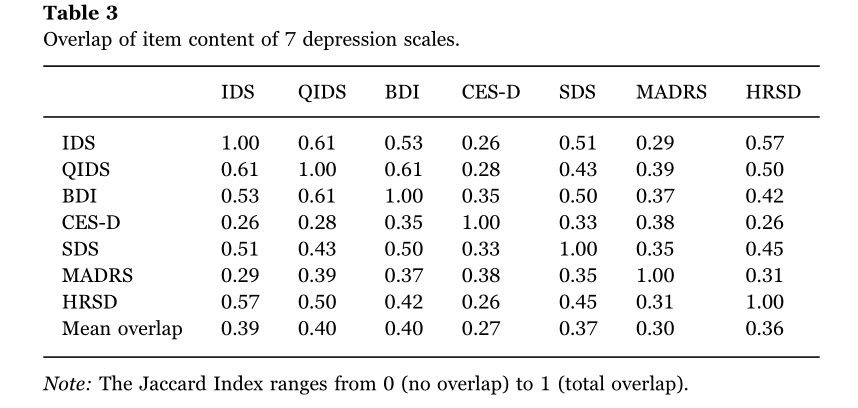 Table 3
Overlap of item content of 7 depression scales.
IDS QIDS BDI CES-D SDS MADRS HRSD
IDS 1.00 0.61 0.53 0.26 0.51 0.29 0.57
QIDS 0.61 1.00 0.61 0.28 0.43 0.39 0.50
BDI 0.53 0.61 1.00 0.35 0.50 0.37 0.42
CES-D 0.26 0.28 0.35 1.00 0.33 0.38 0.26
SDS 0.51 0.43 0.50 0.33 1.00 0.35 0.45
MADRS 0.29 0.39 0.37 0.38 0.35 1.00 0.31
HRSD 0.57 0.50 0.42 0.26 0.45 0.31 1.00
Mean overlap 0.39 0.40 0.40 0.27 0.37 0.30 0.36
Note: The Jaccard Index ranges from 0 (no overlap) to 1 (total overlap).